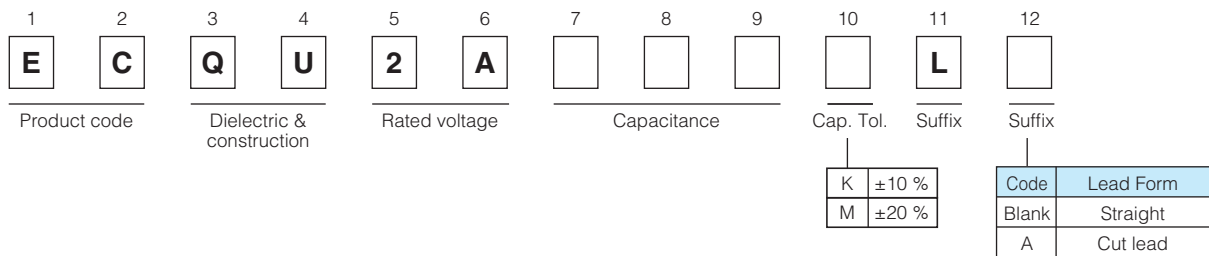 1 2 3 4 5 6 7 8 9 10 11 12
E C Q U 2 A L
Product code Dielectric & construction Rated voltage Capacitance Cap. Tol. Suffix Suffix
K ±10 %
M ±20 %
Code Lead Form
Blank Straight
A Cut lead